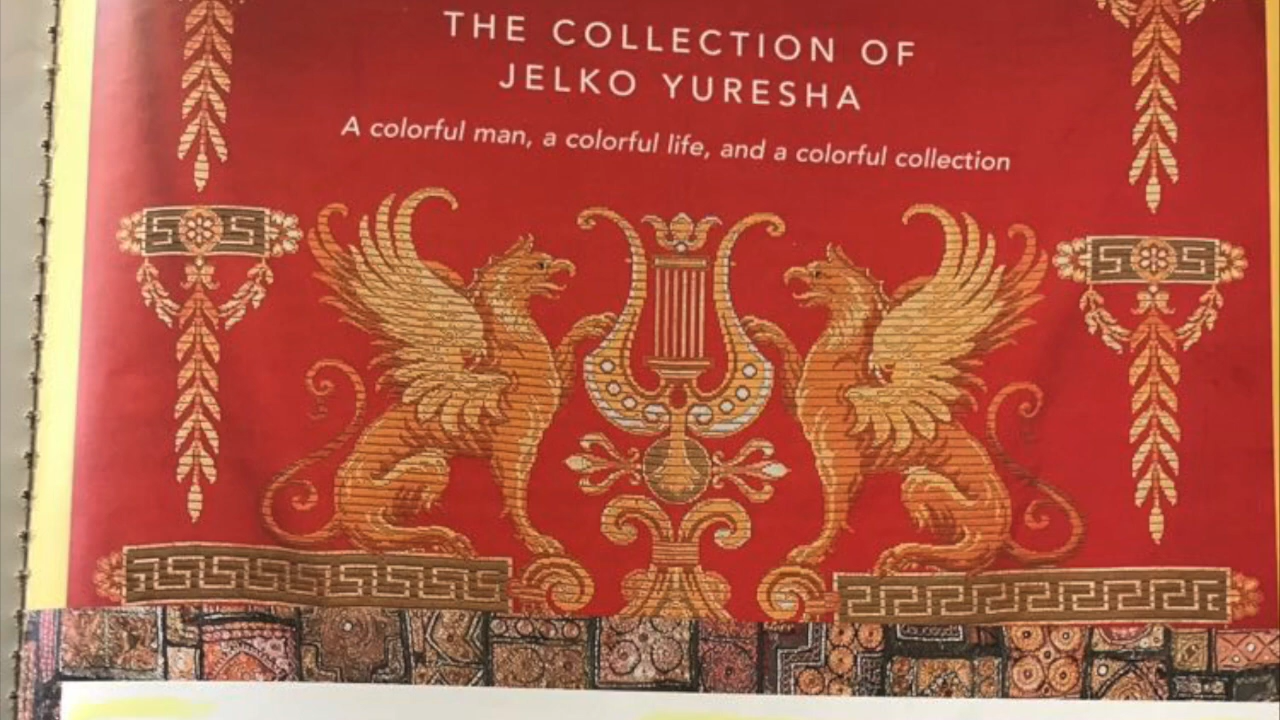 THE COLLECTION OF
JELKO YURESHA
A colorful man, a colorful life, and a colorful collection